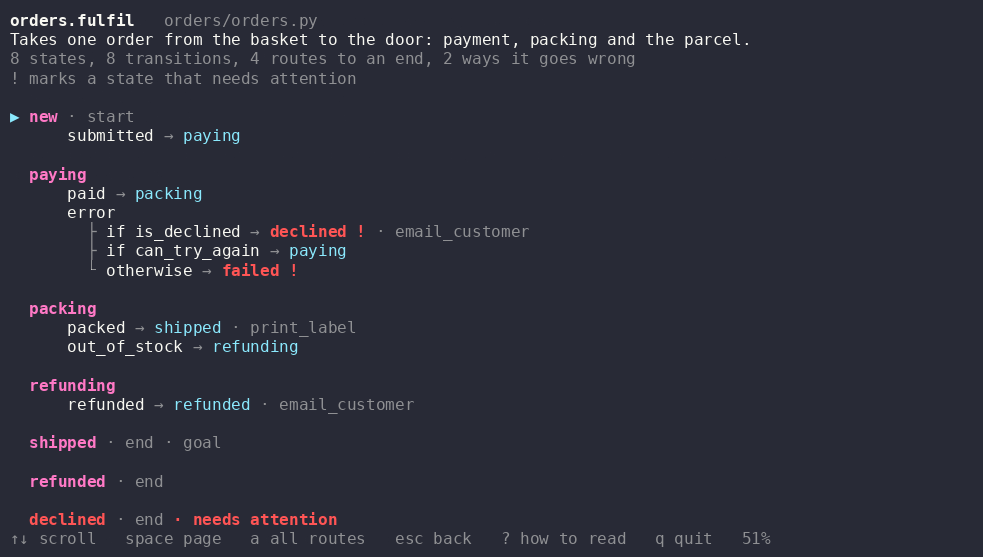 orders.fulfil   orders/orders.py
Takes one order from the basket to the door: payment, packing and the parcel.
8 states, 8 transitions, 4 routes to an end, 2 ways it goes wrong
! marks a state that needs attention
▶ new · start
submitted → paying
paying
paid → packing
error
├ if is_declined → declined ! · email_customer
├ if can_try_again → paying
└ otherwise → failed !
packing
packed → shipped · print_label
out_of_stock → refunding
refunding
refunded → refunded · email_customer
shipped · end · goal
refunded · end
declined · end · needs attention
↑↓ scroll   space page   a all routes   esc back   ? how to read   q quit   51%